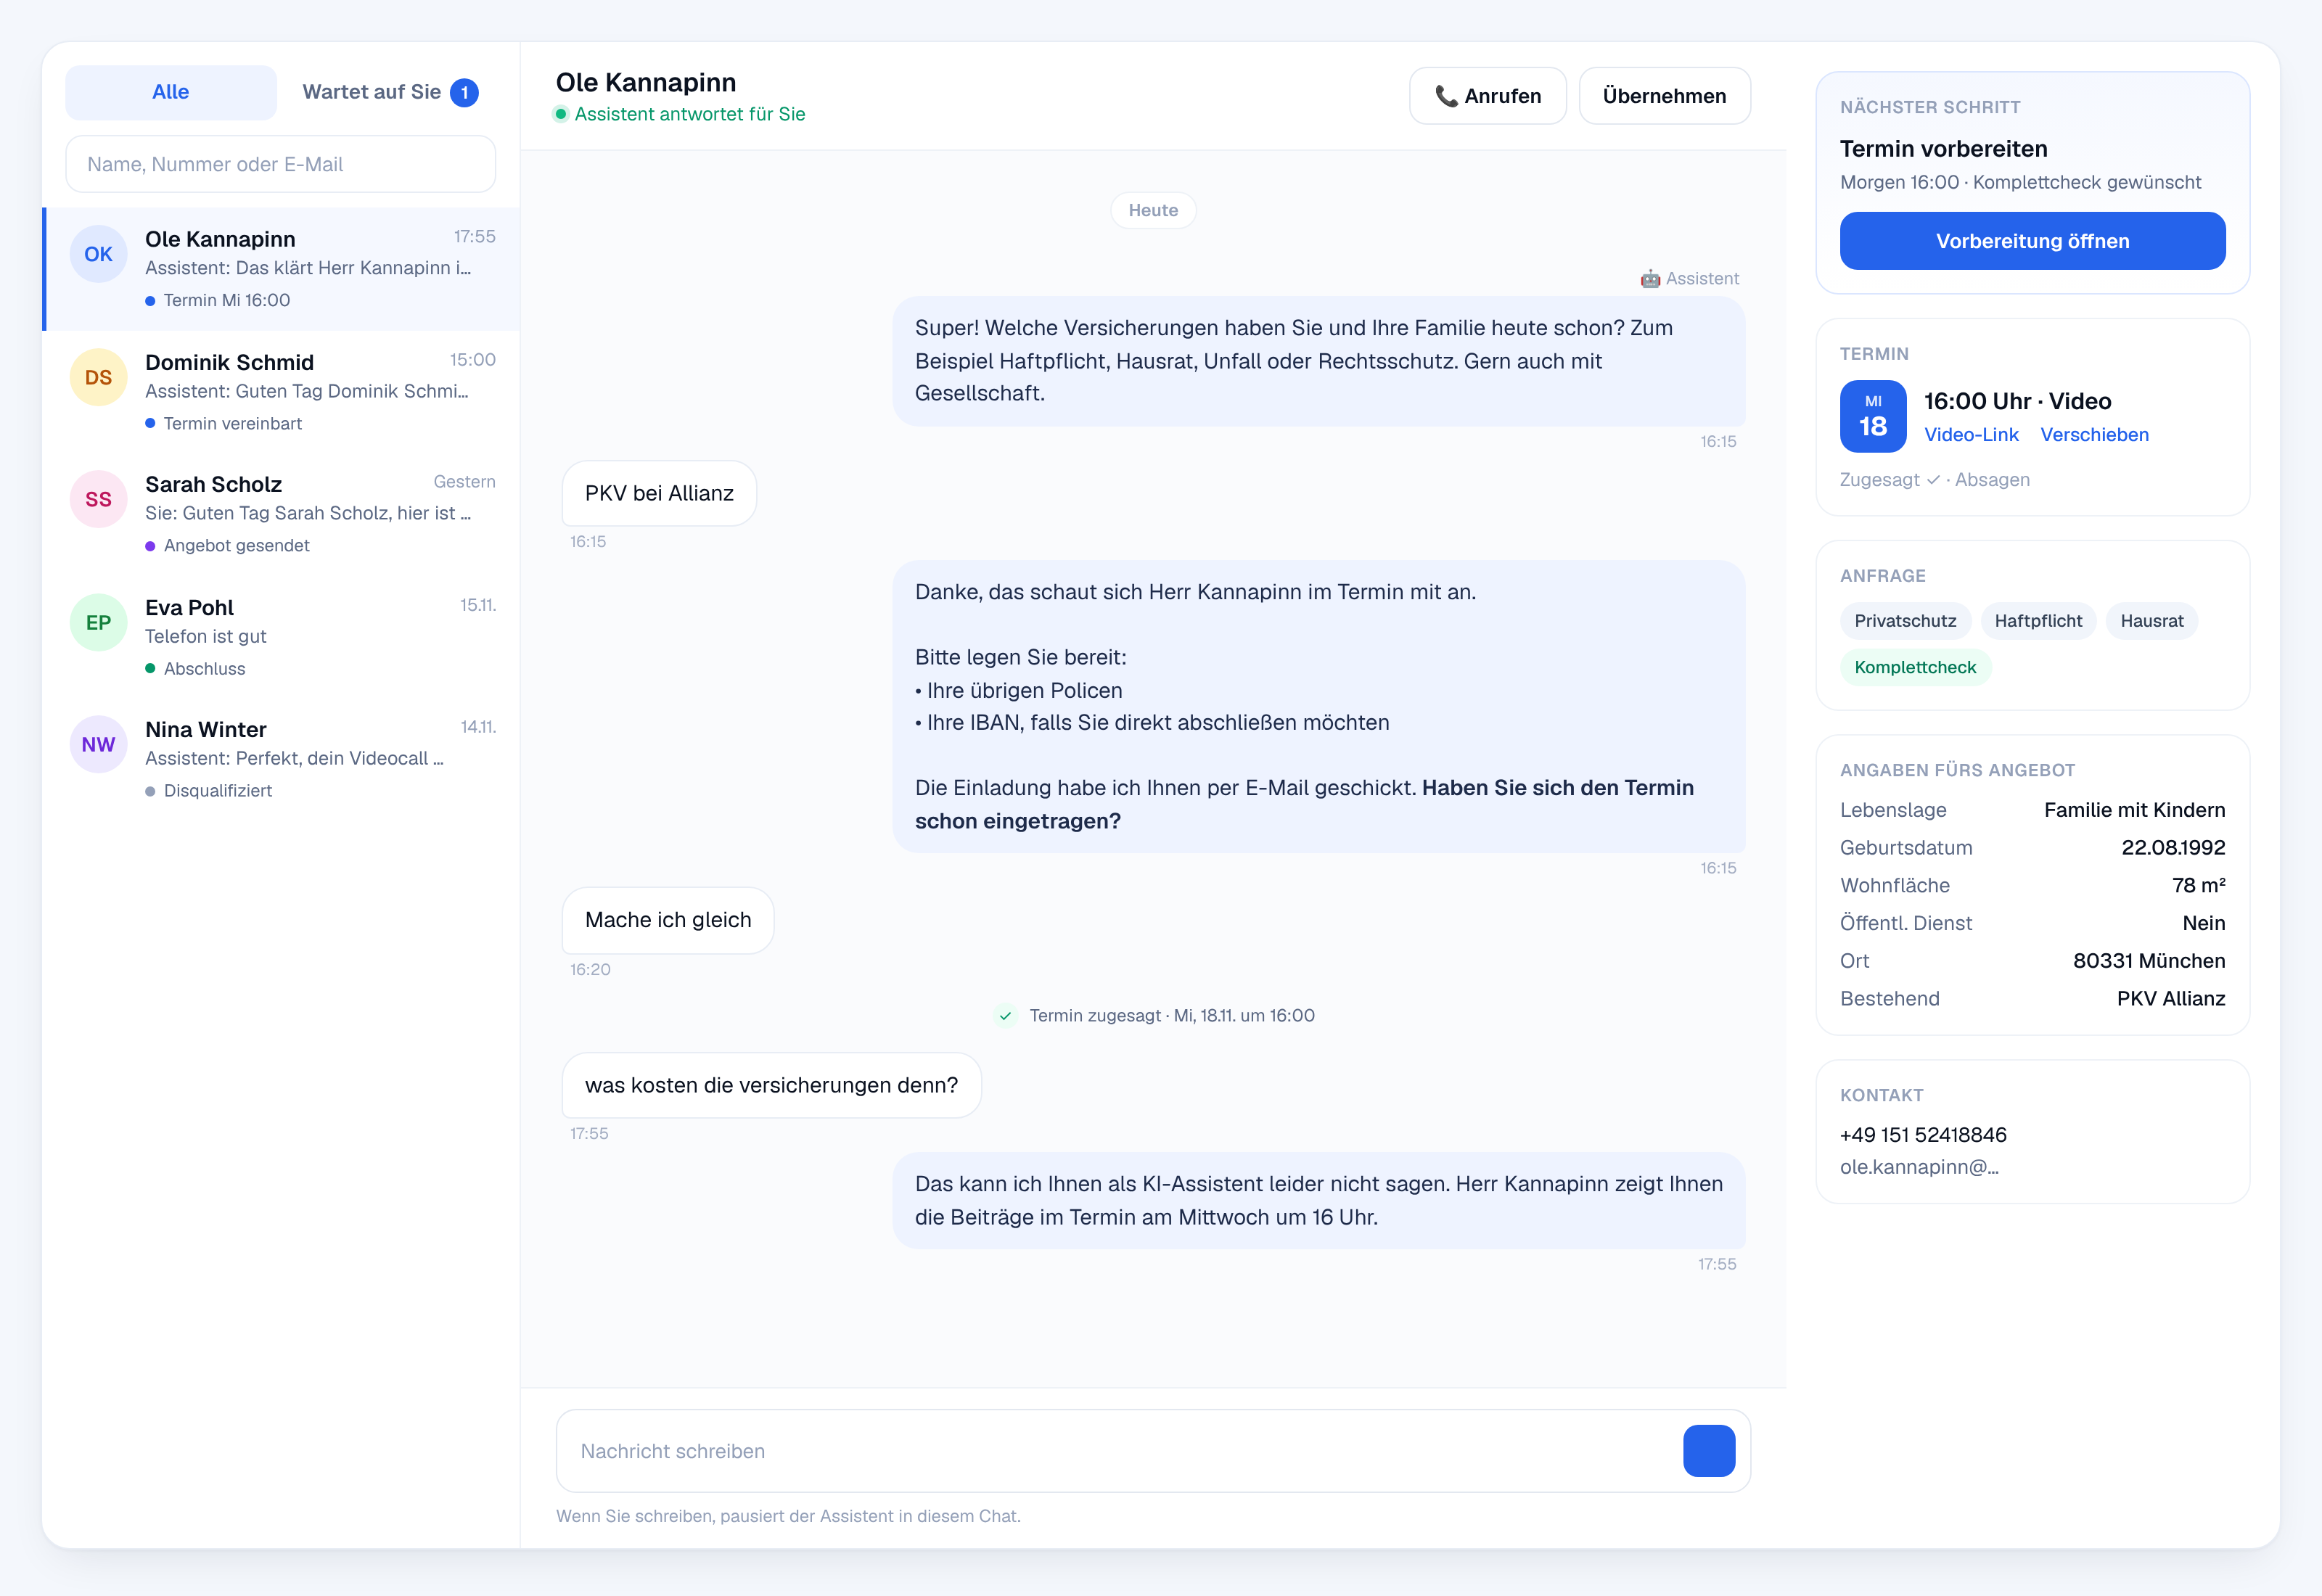 Alle
Wartet auf Sie 1
Name, Nummer oder E-Mail
OK
Ole Kannapinn
17:55
Assistent: Das klärt Herr Kannapinn i...
Termin Mi 16:00
DS
Dominik Schmid
15:00
Assistent: Guten Tag Dominik Schmi...
Termin vereinbart
SS
Sarah Scholz
Gestern
Sie: Guten Tag Sarah Scholz, hier ist ...
Angebot gesendet
EP
Eva Pohl
15.11.
Telefon ist gut
Abschluss
NW
Nina Winter
14.11.
Assistent: Perfekt, dein Videocall ...
Disqualifiziert
Ole Kannapinn
Assistent antwortet für Sie
📞 Anrufen
Übernehmen
Heute
🤖 Assistent
Super! Welche Versicherungen haben Sie und Ihre Familie heute schon? Zum
Beispiel Haftpflicht, Hausrat, Unfall oder Rechtsschutz. Gern auch mit
Gesellschaft.
16:15
PKV bei Allianz
16:15
Danke, das schaut sich Herr Kannapinn im Termin mit an.
Bitte legen Sie bereit:
• Ihre übrigen Policen
• Ihre IBAN, falls Sie direkt abschließen möchten
Die Einladung habe ich Ihnen per E-Mail geschickt. Haben Sie sich den Termin
schon eingetragen?
16:15
Mache ich gleich
16:20
✓ Termin zugesagt · Mi, 18.11. um 16:00
was kosten die versicherungen denn?
17:55
Das kann ich Ihnen als KI-Assistent leider nicht sagen. Herr Kannapinn zeigt Ihnen
die Beiträge im Termin am Mittwoch um 16 Uhr.
17:55
Nachricht schreiben
Wenn Sie schreiben, pausiert der Assistent in diesem Chat.
NÄCHSTER SCHRITT
Termin vorbereiten
Morgen 16:00 · Komplettcheck gewünscht
Vorbereitung öffnen
TERMIN
MI
18
16:00 Uhr · Video
Video-Link Verschieben
Zugesagt ✓ · Absagen
ANFRAGE
Privatschutz Haftpflicht Hausrat
Komplettcheck
ANGABEN FÜRS ANGEBOT
Lebenslage Familie mit Kindern
Geburtsdatum 22.08.1992
Wohnfläche 78 m²
Öffentl. Dienst Nein
Ort 80331 München
Bestehend PKV Allianz
KONTAKT
+49 151 52418846
ole.kannapinn@...